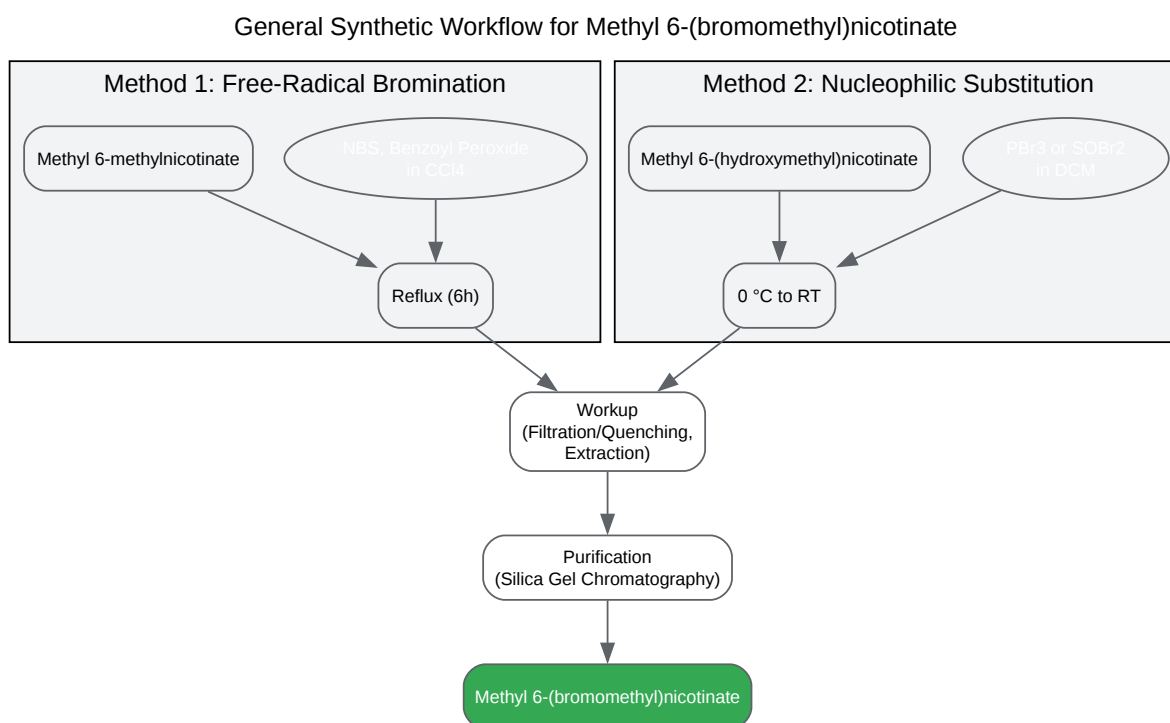 General Synthetic Workflow for Methyl 6-(bromomethyl)nicotinate
Method 1: Free-Radical Bromination
Methyl 6-methylnicotinate
NBS, Benzoyl Peroxide
in CCl4
Reflux (6h)
Method 2: Nucleophilic Substitution
Methyl 6-(hydroxymethyl)nicotinate
PBr3 or SOBr2
in DCM
0 °C to RT
Workup
(Filtration/Quenching,
Extraction)
Purification
(Silica Gel Chromatography)
Methyl 6-(bromomethyl)nicotinate